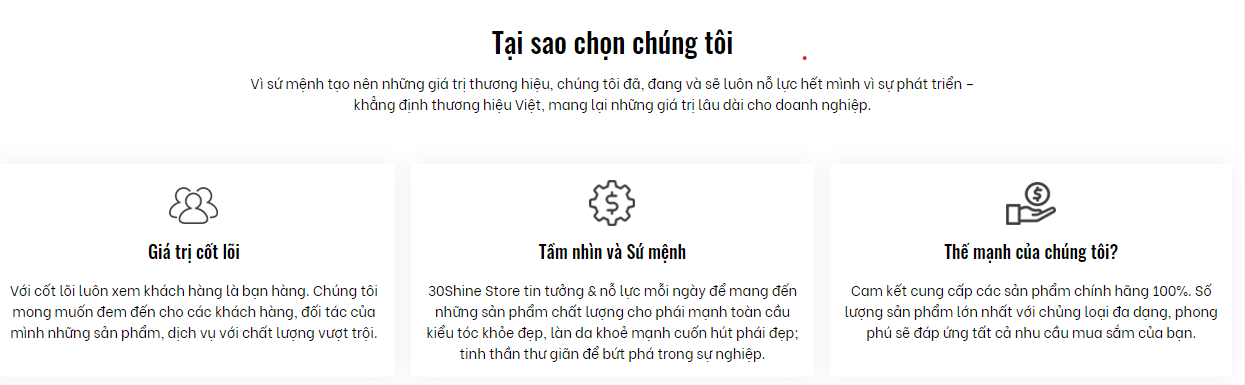 Tại sao chọn chúng tôi
Vì sứ mệnh tạo nên những giá trị thương hiệu, chúng tôi đã, đang và sẽ luôn nỗ lực hết mình vì sự phát triển –
khẳng định thương hiệu Việt, mang lại những giá trị lâu dài cho doanh nghiệp.
Giá trị cốt lõi
Với cốt lõi luôn xem khách hàng là bạn hàng. Chúng tôi
mong muốn đem đến cho các khách hàng, đối tác của
mình những sản phẩm, dịch vụ với chất lượng vượt trội.
Tầm nhìn và Sứ mệnh
30Shine Store tin tưởng & nỗ lực mỗi ngày để mang đến
những sản phẩm chất lượng cho phái mạnh toàn cầu
kiểu tóc khỏe đẹp, làn da khoẻ mạnh cuốn hút phái đẹp;
tinh thần thư giãn để bứt phá trong sự nghiệp.
Thế mạnh của chúng tôi?
Cam kết cung cấp các sản phẩm chính hãng 100%. Số
lượng sản phẩm lớn nhất với chủng loại đa dạng, phong
phú sẽ đáp ứng tất cả nhu cầu mua sắm của bạn.